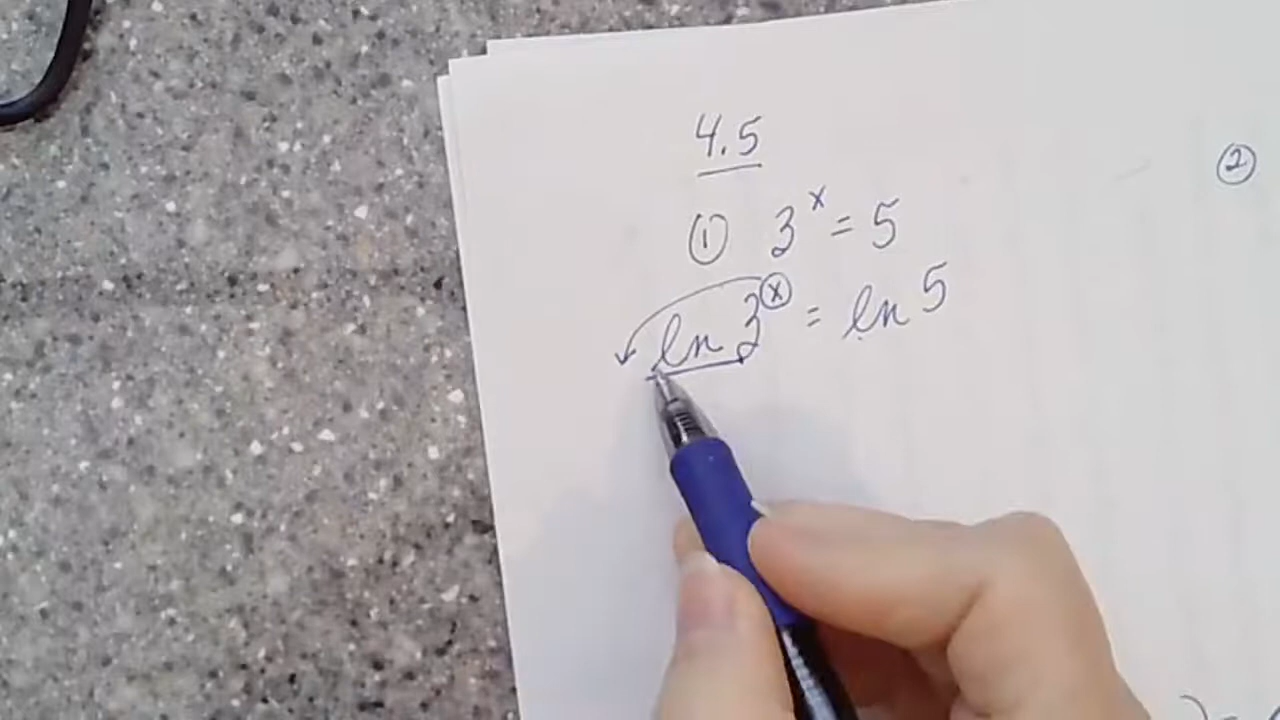 4.5
① 3^x = 5
ln 3^ⓧ = ln 5
②